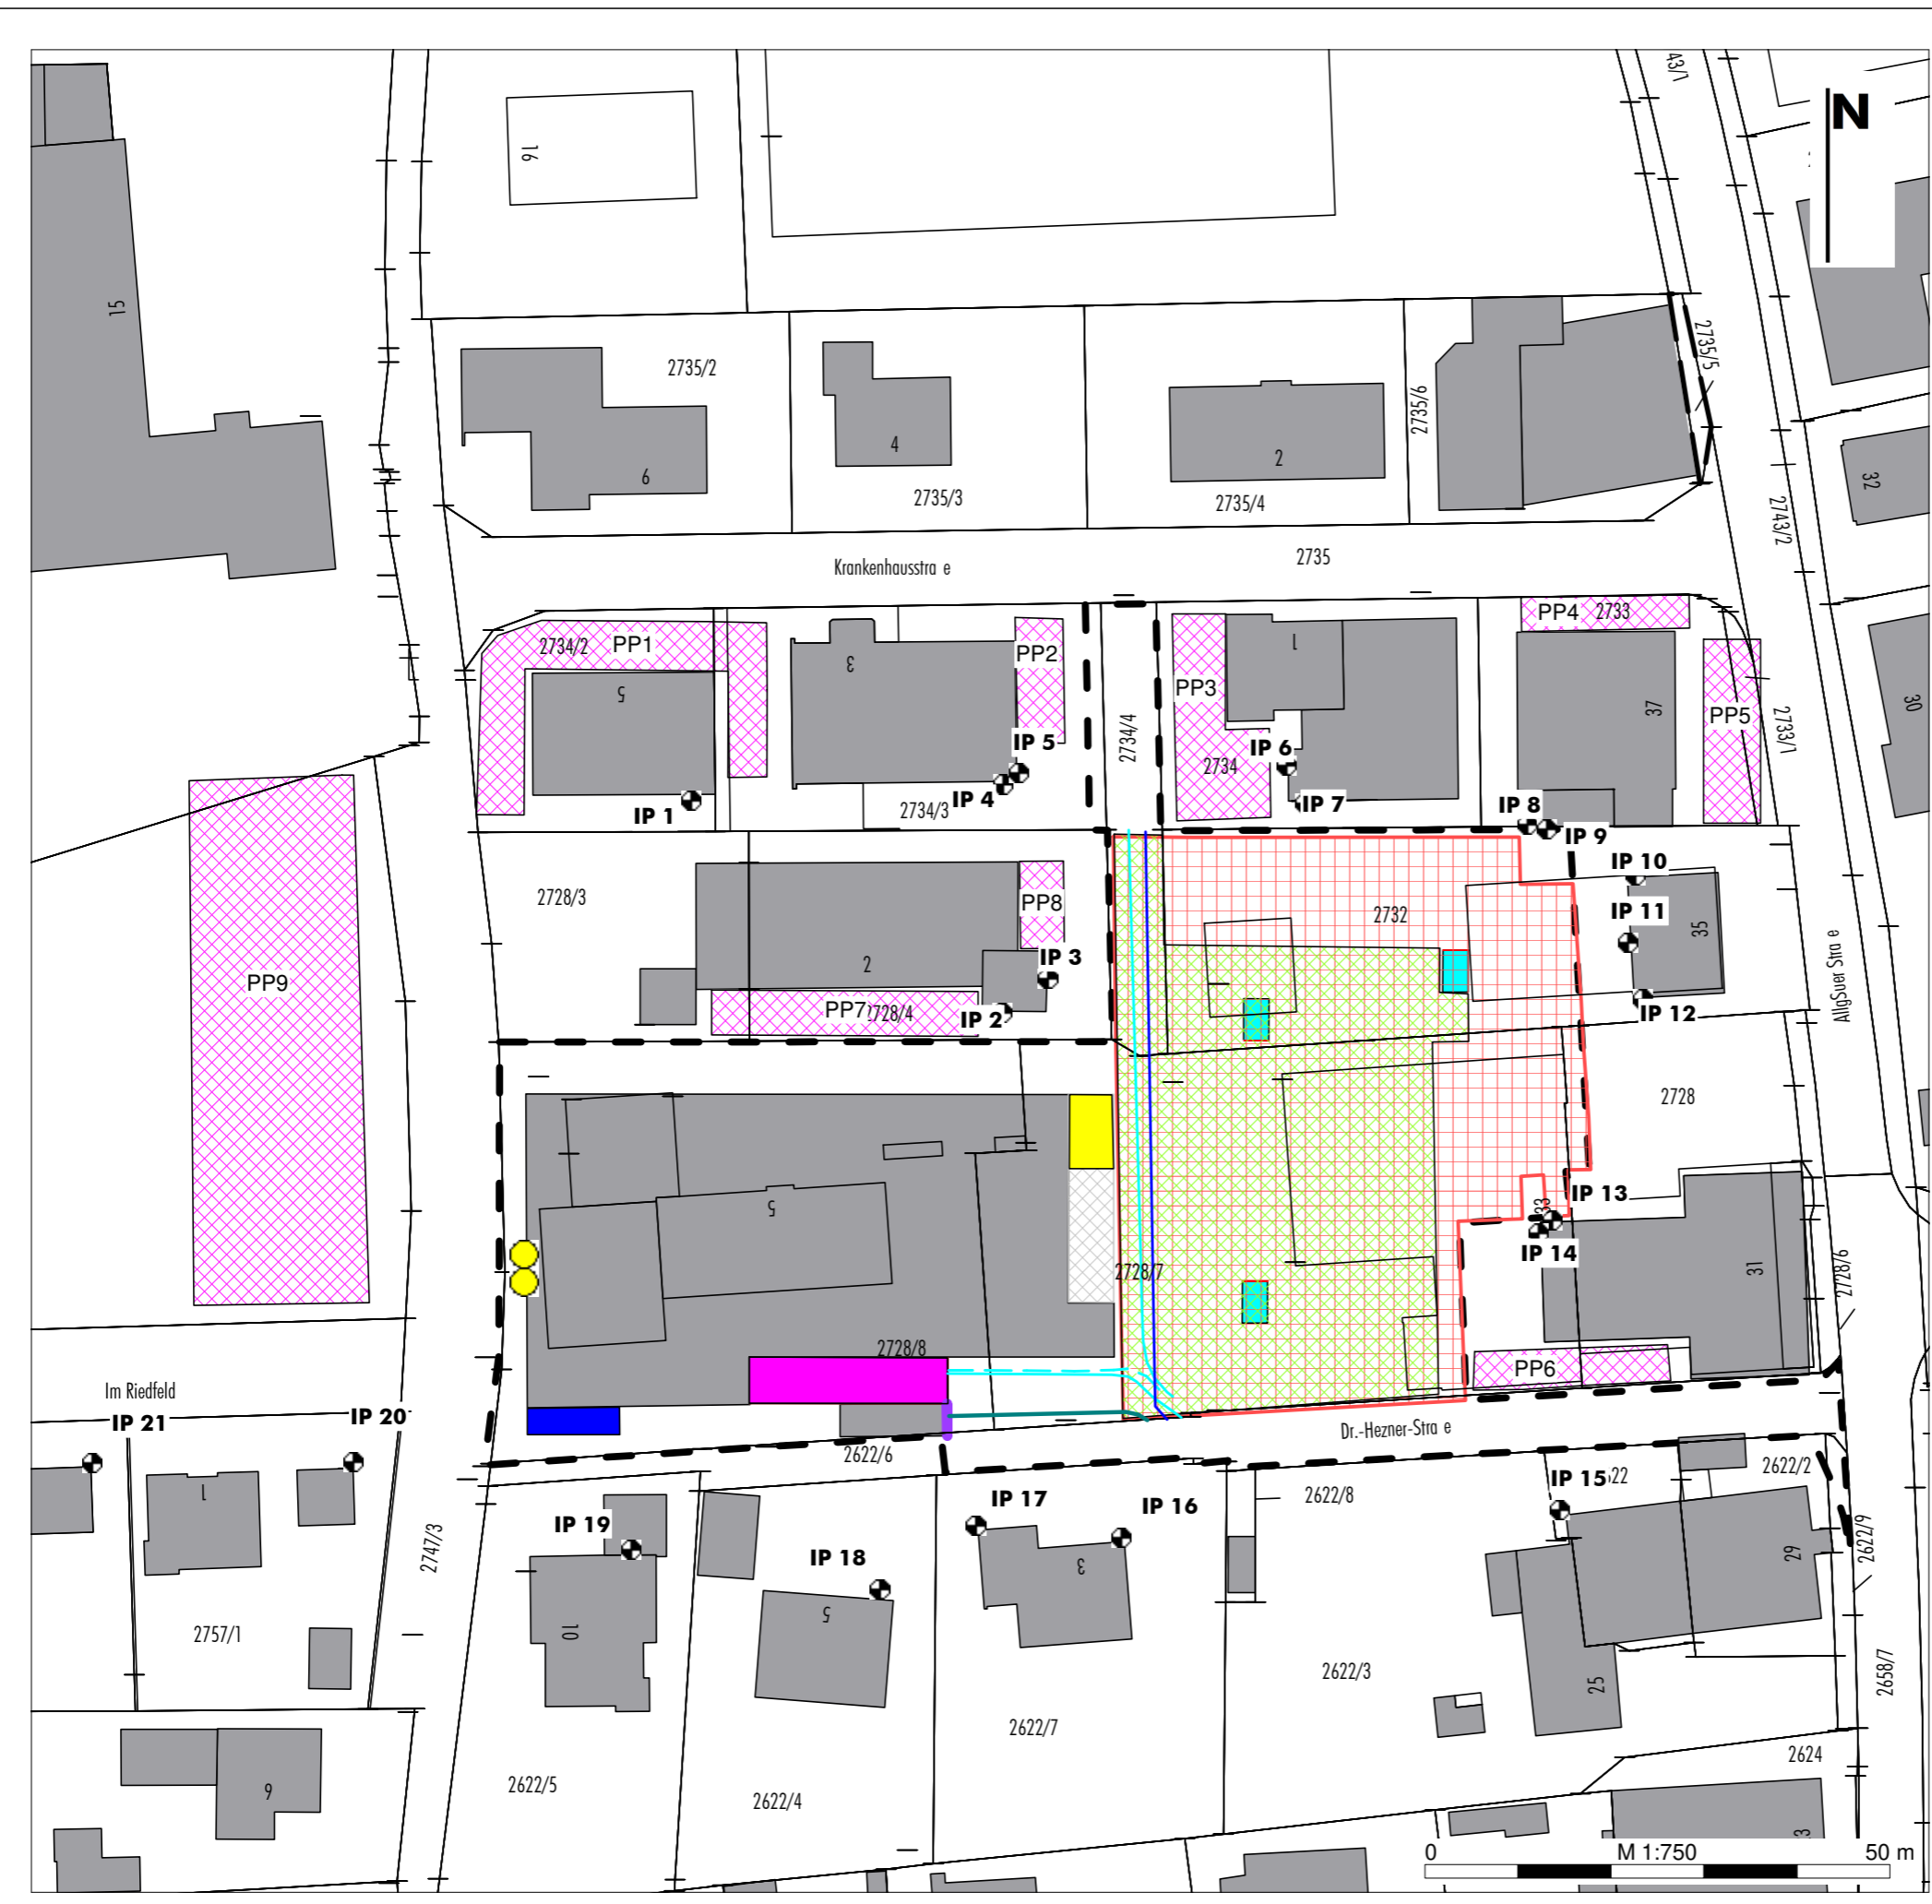 43/1
N
16
15
2735/2
2735/5
6
4
2
2735/6
32
2735/3
2735/4
2743/2
Krankenhausstra e
2735
2734/2
PP1
3
PP2
PP3
1
PP4
2733
5
IP 5
2734/4
IP 6
2734
37
PP5
2733/1
30
IP 1
IP 4
2734/3
IP 7
IP 8
IP 9
2728/3
PP8
2732
IP 10
IP 11
35
PP9
2
IP 3
PP7
2728/4
IP 2
IP 12
2728
5
2728/7
33
IP 13
IP 14
31
2728/6
2728/8
PP6
Im Riedfeld
IP 21
IP 20
2622/6
Dr.-Hezner-Stra e
IP 17
IP 16
2622/8
IP 15
2622/2
IP 19
IP 18
1
2747/3
3
29
2622/9
10
5
2757/1
2622/3
25
2658/7
2622/7
2624
9
2622/5
2622/4
3
0
M 1:750
50 m